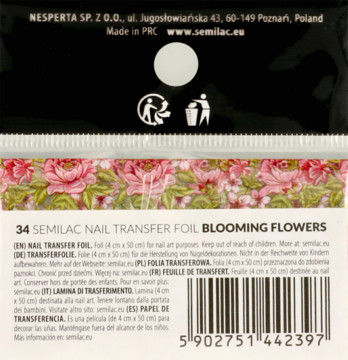 NESPERTA SP. Z O.O., ul. Jugosłowiańska 43, 60-149 Poznań, Poland
Made in PRC www.semilac.eu
34 SEMILAC NAIL TRANSFER FOIL BLOOMING FLOWERS
(EN) NAIL TRANSFER FOIL. Foil (4 cm x 50 cm) for nail art purposes. Keep out of reach of children. More at: semilac.eu
(DE) TRANSFERFOLIE. Folie (4 cm x 50 cm) für die Herstellung von Nageldekorationen. Nicht in der Reichweite von Kindern
aufbewahren. Mehr auf der Webseite: semilac.eu (PL) FOLIA TRANSFEROWA. Folia (4 cm x 50 cm) przeznaczona do zdobienia
paznokci. Chronić przed dziećmi. Więcej na: semilac.eu (FR) FEUILLE DE TRANSFERT. Feuille (4 cm x 50 cm) destinée au nail
art. Conserver hors de portée des enfants. Pour en savoir plus:
semilac.eu (IT) LAMINA DI TRASFERIMENTO. Lamina (4 cm
x 50 cm) destinata alla nail art. Tenere lontano dalla portata
dei bambini. Visitate altro sito: semilac.eu (ES) PAPEL DE
TRANSFERENCIA. Es una película (de 4 cm x 50 cm) para
decorar las uñas. Manténgase fuera del alcance de los niños.
Más información en: semilac.eu
5 902751 442397